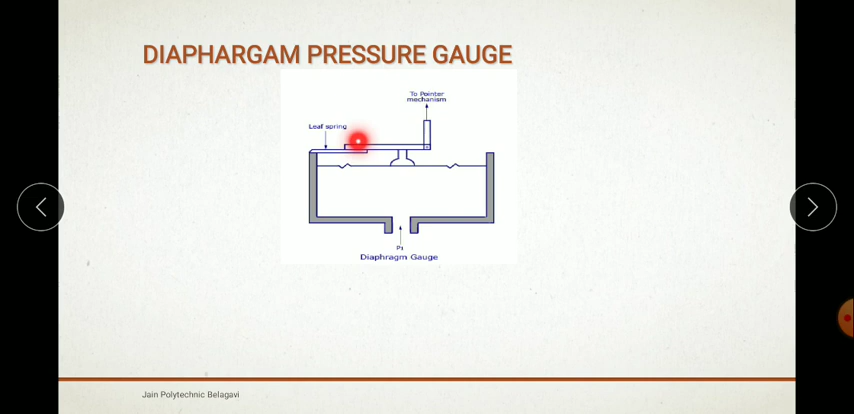 DIAPHARGAM PRESSURE GAUGE
To Pointer
mechanism
Leaf spring
P1
Diaphragm Gauge
Jain Polytechnic Belagavi